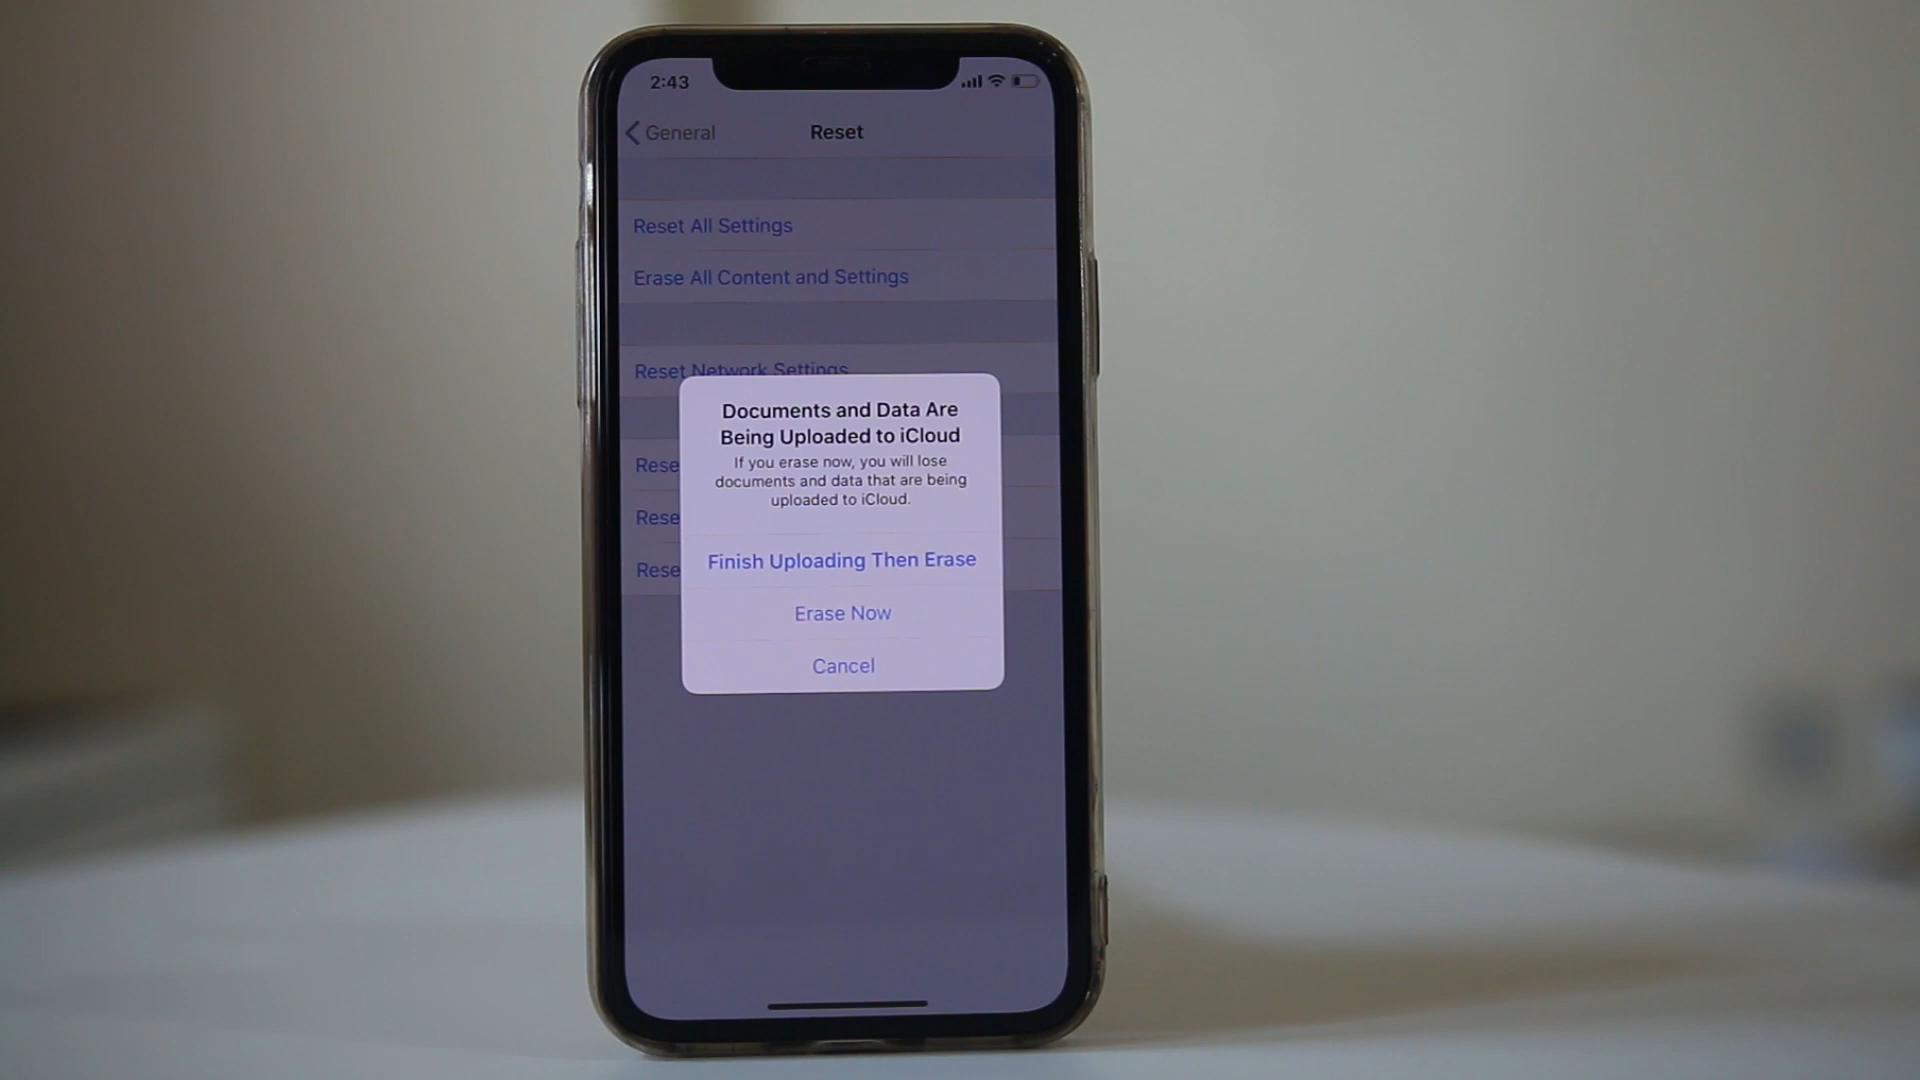 2:43
General
Reset
Reset All Settings
Erase All Content and Settings
Reset Network Settings
Documents and Data Are
Being Uploaded to iCloud
If you erase now, you will lose
documents and data that are being
uploaded to iCloud.
Rese
Rese
Finish Uploading Then Erase
Rese
Erase Now
Cancel